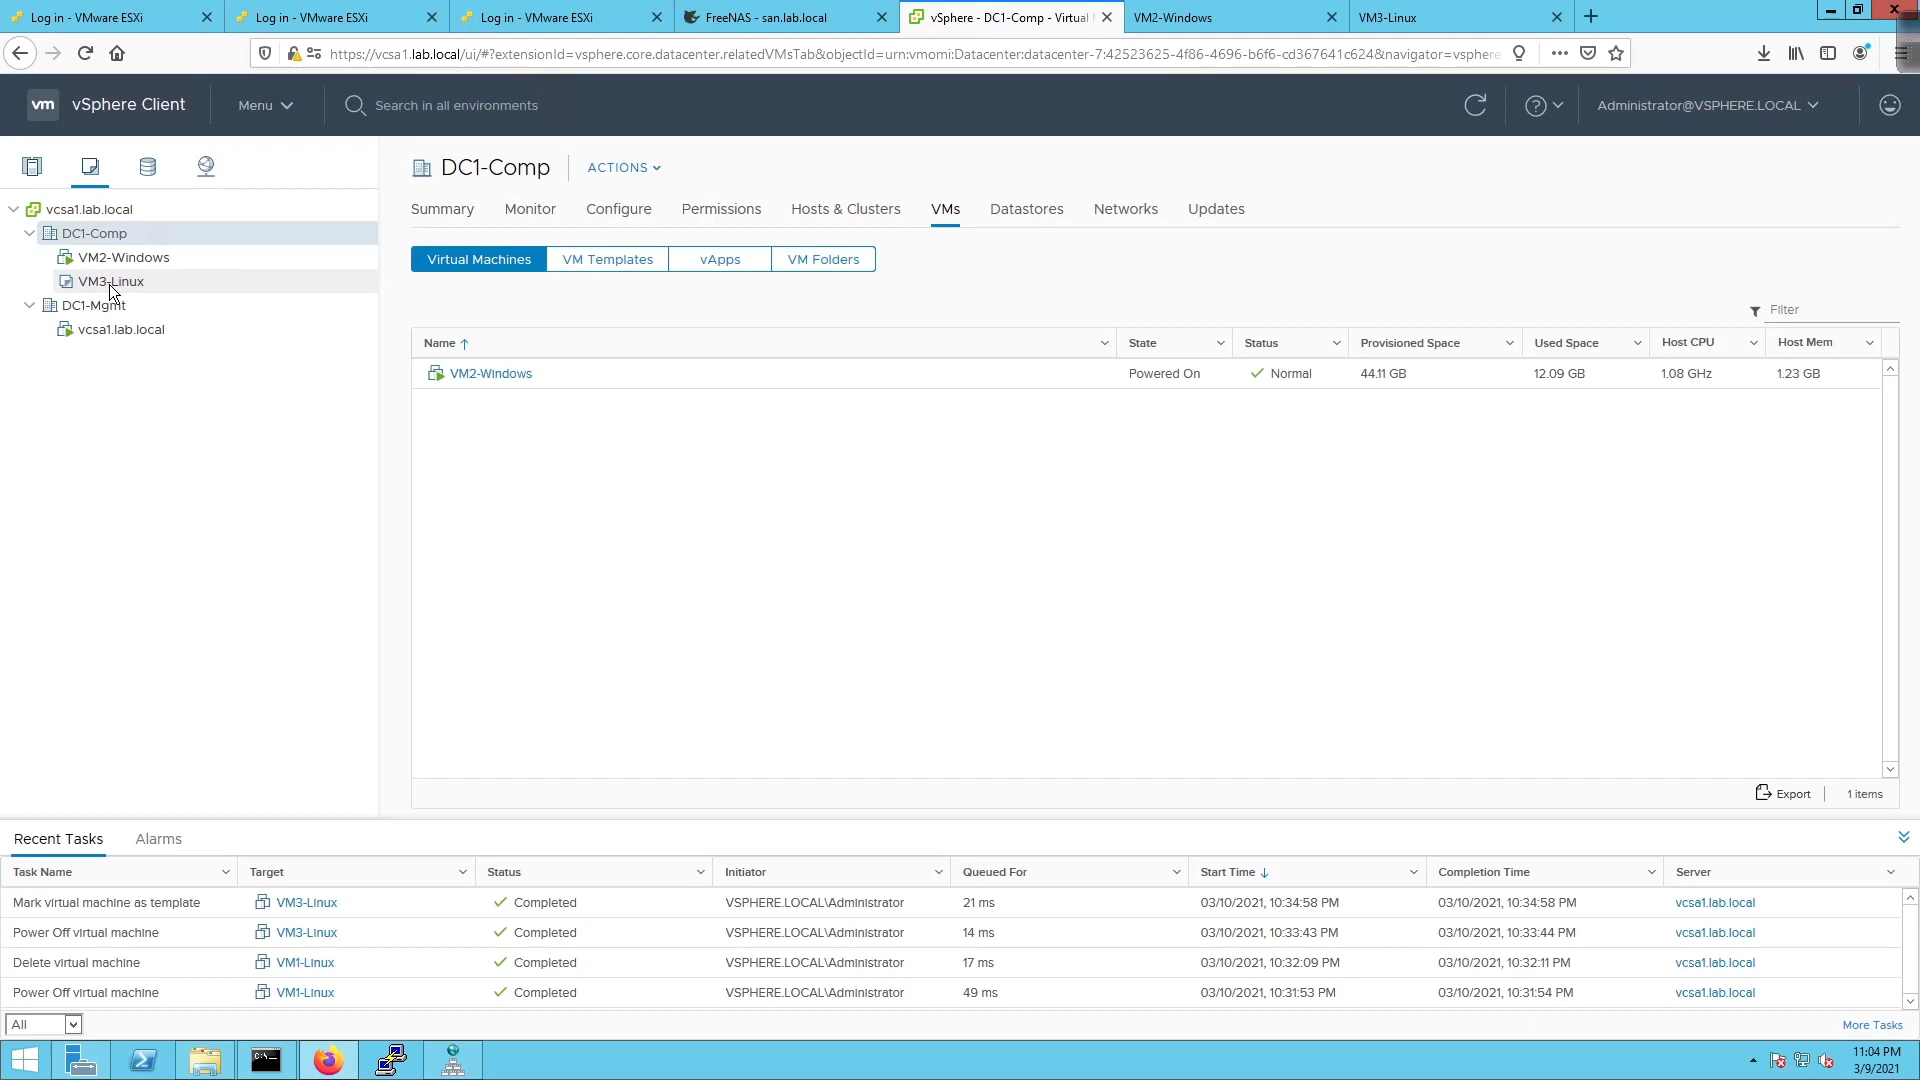 Log in - VMware ESXi
Log in - VMware ESXi
Log in - VMware ESXi
FreeNAS - san.lab.local
vSphere - DC1-Comp - Virtual
VM2-Windows
VM3-Linux
https://vcsa1.lab.local/ui/#?extensionId=vsphere.core.datacenter.relatedVMsTab&objectId=urn:vmomi:Datacenter:datacenter-7:42523625-4f86-4696-b6f6-cd367641c624&navigator=vsphere
vm vSphere Client Menu Search in all environments Administrator@VSPHERE.LOCAL
vcsa1.lab.local
DC1-Comp
VM2-Windows
VM3-Linux
DC1-Mgmt
vcsa1.lab.local
DC1-Comp ACTIONS
Summary Monitor Configure Permissions Hosts & Clusters VMs Datastores Networks Updates
Virtual Machines VM Templates vApps VM Folders
Filter
Name State Status Provisioned Space Used Space Host CPU Host Mem
VM2-Windows Powered On Normal 44.11 GB 12.09 GB 1.08 GHz 1.23 GB
Export 1 items
Recent Tasks Alarms
Task Name Target Status Initiator Queued For Start Time Completion Time Server
Mark virtual machine as template VM3-Linux Completed VSPHERE.LOCAL\Administrator 21 ms 03/10/2021, 10:34:58 PM 03/10/2021, 10:34:58 PM vcsa1.lab.local
Power Off virtual machine VM3-Linux Completed VSPHERE.LOCAL\Administrator 14 ms 03/10/2021, 10:33:43 PM 03/10/2021, 10:33:44 PM vcsa1.lab.local
Delete virtual machine VM1-Linux Completed VSPHERE.LOCAL\Administrator 17 ms 03/10/2021, 10:32:09 PM 03/10/2021, 10:32:11 PM vcsa1.lab.local
Power Off virtual machine VM1-Linux Completed VSPHERE.LOCAL\Administrator 49 ms 03/10/2021, 10:31:53 PM 03/10/2021, 10:31:54 PM vcsa1.lab.local
All More Tasks
11:04 PM
3/9/2021